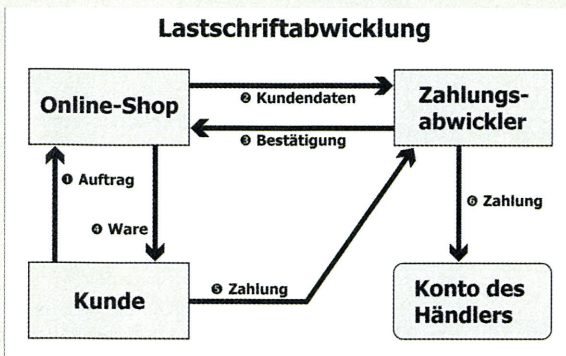 Lastschriftabwicklung
Online-Shop
❷ Kundendaten
Zahlungs-
abwickler
❸ Bestätigung
❶ Auftrag
❹ Ware
❻ Zahlung
Kunde
❺ Zahlung
Konto des
Händlers